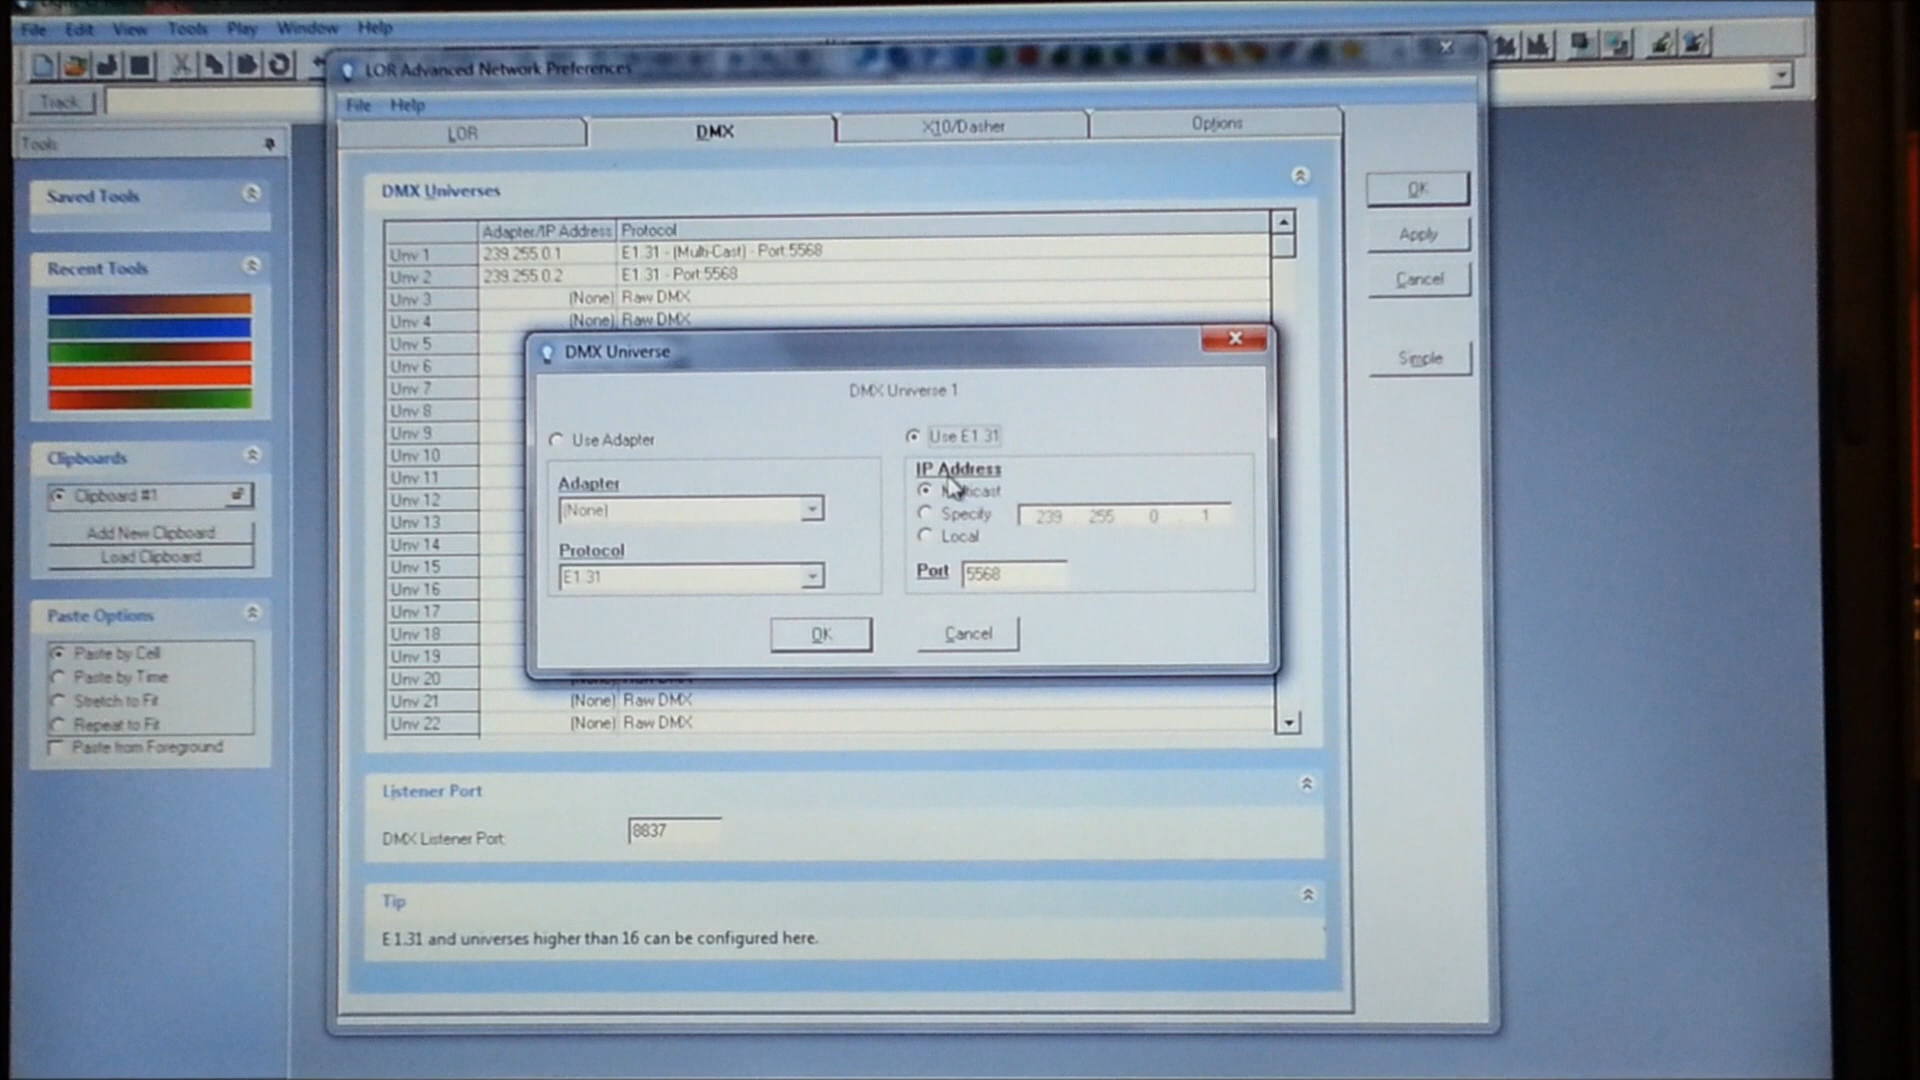 File Edit View Tools Play Window Help
LOR Advanced Network Preferences
File Help
Track
LOR DMX X10/Dasher Options
Tools
Saved Tools
Recent Tools
Clipboards
Clipboard #1
Add New Clipboard
Load Clipboard
Paste Options
Paste by Cell
Paste by Time
Stretch to Fit
Repeat to Fit
Paste from Foreground
DMX Universes
Adapter/IP Address Protocol
Unv 1 239.255.0.1 E1.31 - (Multi-Cast) - Port 5568
Unv 2 239.255.0.2 E1.31 - Port 5568
Unv 3 (None) Raw DMX
Unv 4 (None) Raw DMX
Unv 5
Unv 6
Unv 7
Unv 8
Unv 9
Unv 10
Unv 11
Unv 12
Unv 13
Unv 14
Unv 15
Unv 16
Unv 17
Unv 18
Unv 19
Unv 20
Unv 21 (None) Raw DMX
Unv 22 (None) Raw DMX
DMX Universe
DMX Universe 1
Use Adapter
Adapter
(None)
Protocol
E1.31
Use E1.31
IP Address
Multicast
Specify 239 255 0 1
Local
Port 5568
OK Cancel
Listener Port
DMX Listener Port: 8837
Tip
E1.31 and universes higher than 16 can be configured here.
OK
Apply
Cancel
Simple